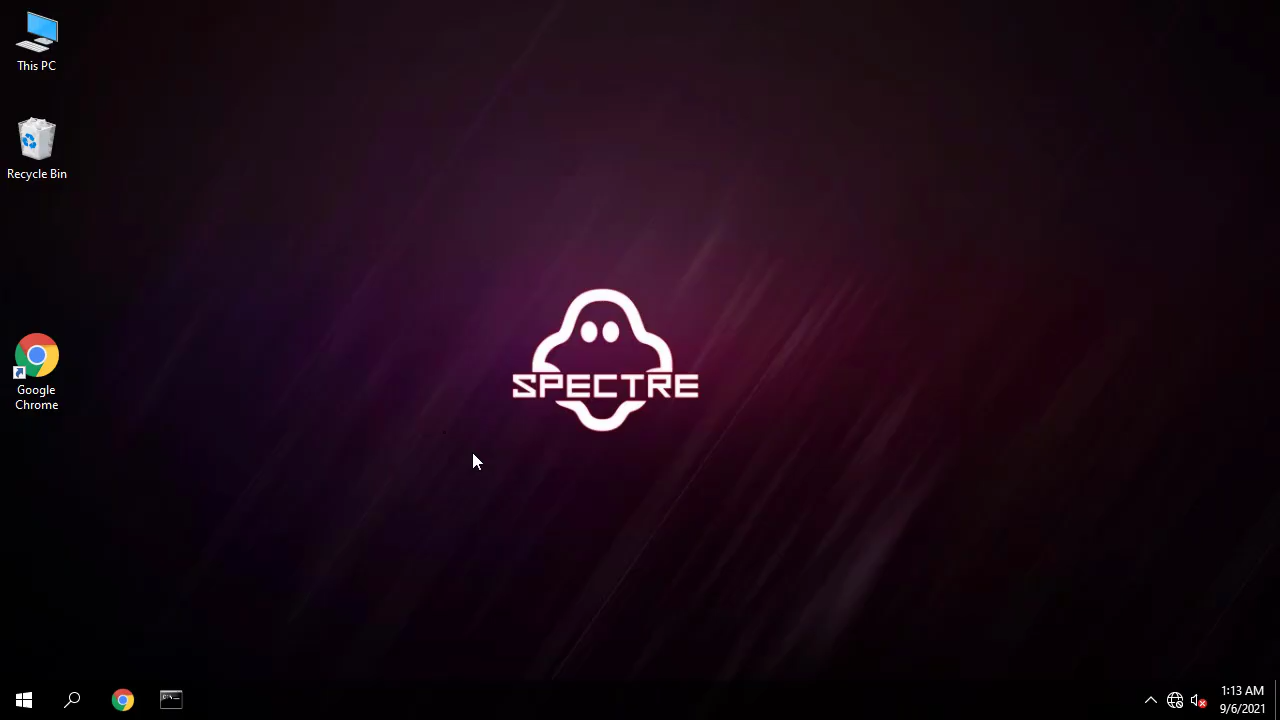 This PC
Recycle Bin
Google
Chrome
SPECTRE
1:13 AM
9/6/2021